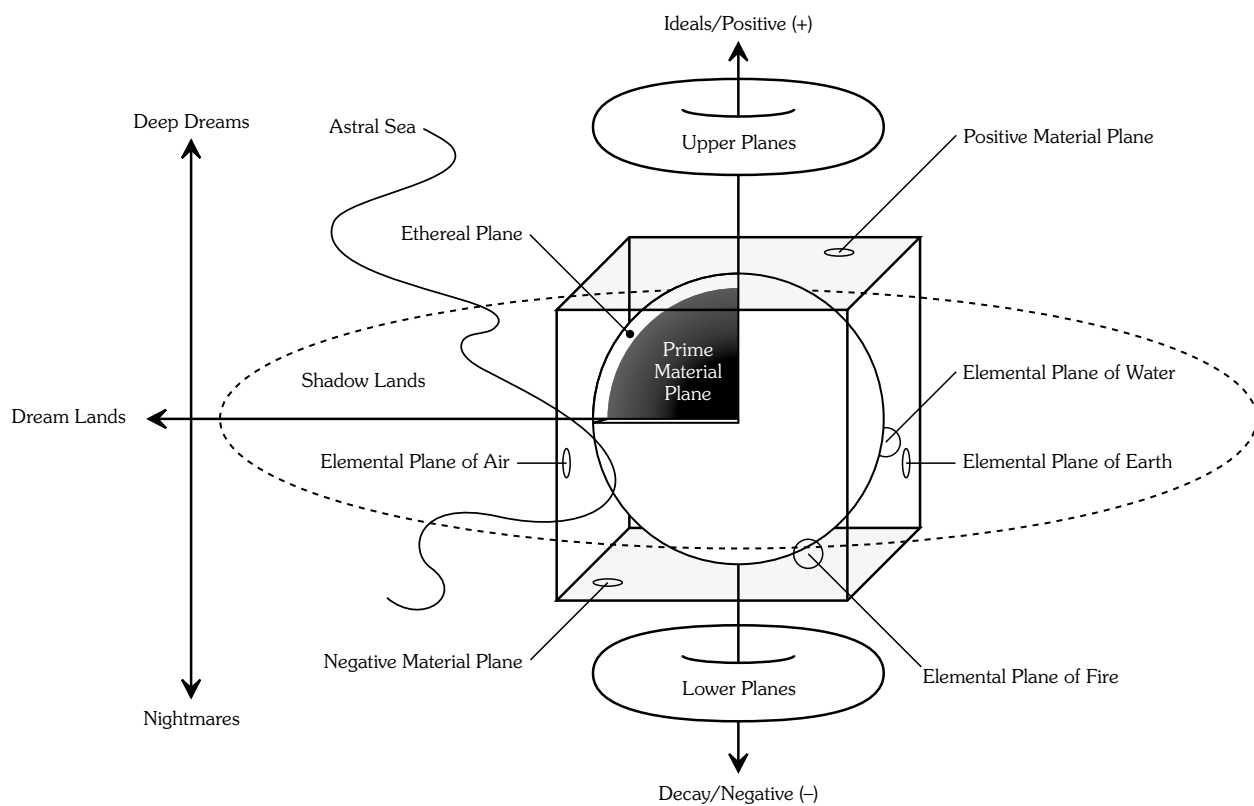 Ideals/Positive (+)
Deep Dreams
Astral Sea
Upper Planes
Positive Material Plane
Ethereal Plane
Prime
Material
Plane
Shadow Lands
Elemental Plane of Water
Dream Lands
Elemental Plane of Air
Elemental Plane of Earth
Negative Material Plane
Lower Planes
Elemental Plane of Fire
Nightmares
Decay/Negative (–)